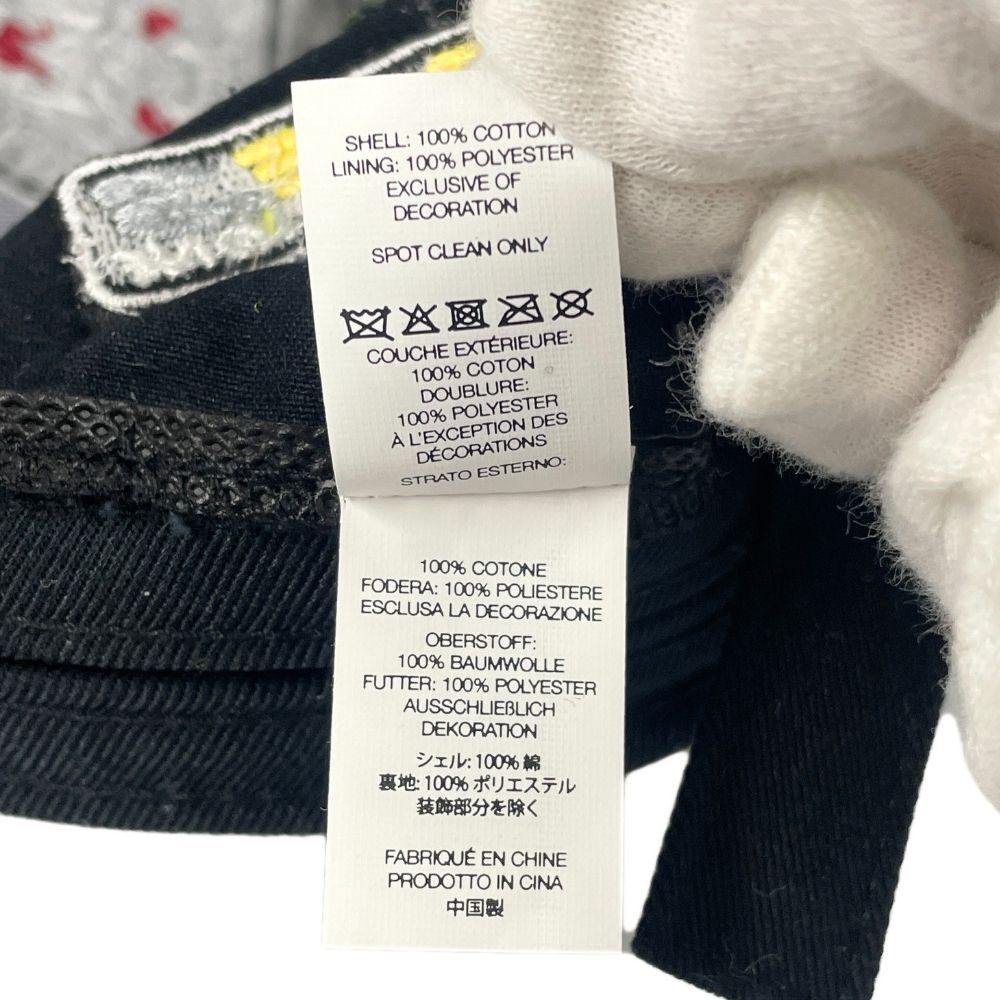 SHELL: 100% COTTON
LINING: 100% POLYESTER
EXCLUSIVE OF
DECORATION
SPOT CLEAN ONLY
COUCHE EXTÉRIEURE:
100% COTON
DOUBLURE:
100% POLYESTER
À L'EXCEPTION DES
DÉCORATIONS
STRATO ESTERNO:
100% COTONE
FODERA: 100% POLIESTERE
ESCLUSA LA DECORAZIONE
OBERSTOFF:
100% BAUMWOLLE
FUTTER: 100% POLYESTER
AUSSCHLIEßLICH
DEKORATION
シェル: 100% 綿
裏地: 100% ポリエステル
装飾部分を除く
FABRIQUÉ EN CHINE
PRODOTTO IN CINA
中国製